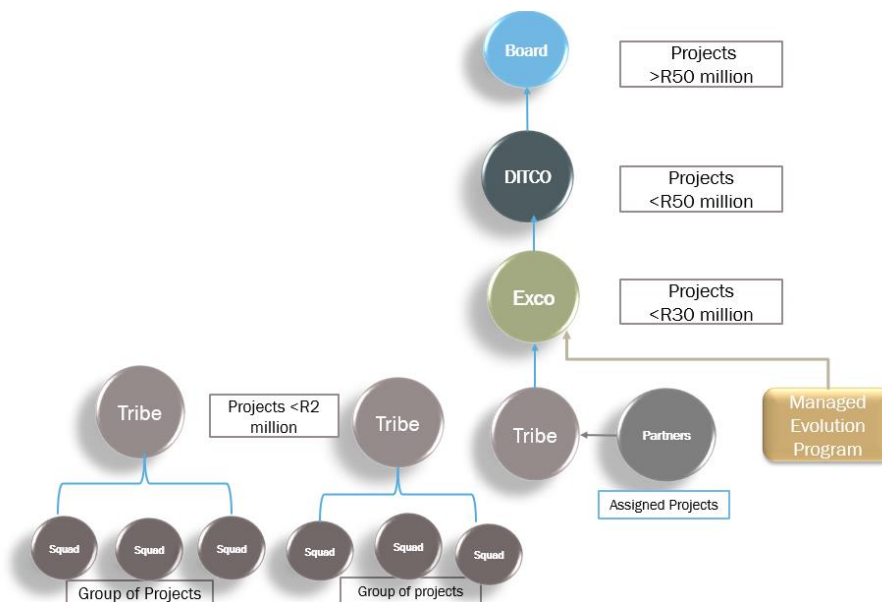 Board
Projects
>R50 million
DITCO
Projects
<R50 million
Exco
Projects
<R30 million
Tribe
Projects <R2
million
Tribe
Tribe
Partners
Managed
Evolution
Program
Assigned Projects
Squad
Squad
Squad
Group of Projects
Squad
Squad
Squad
Group of projects